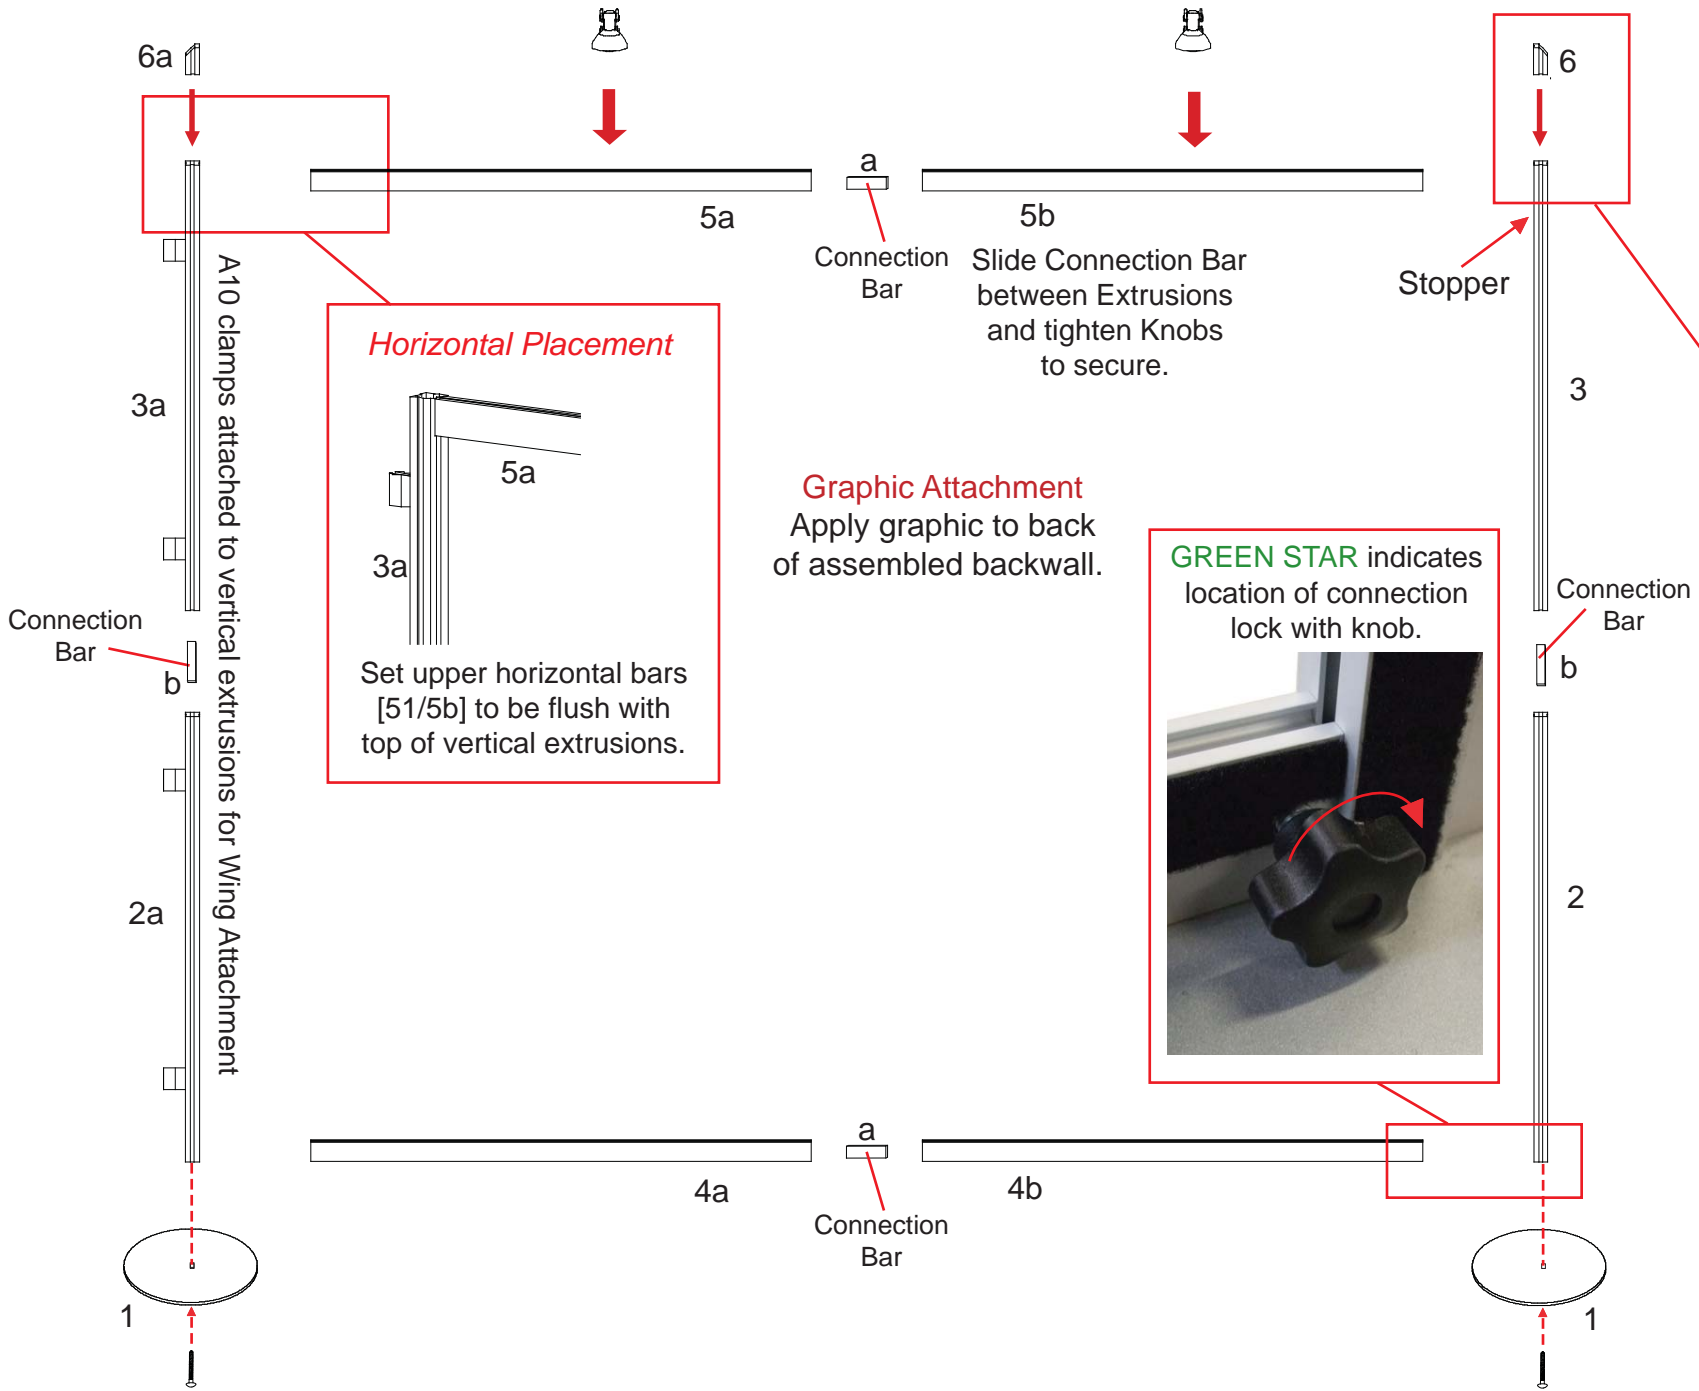 6a
6
a
5a
5b
Connection
Bar
Slide Connection Bar
between Extrusions
and tighten Knobs
to secure.
Stopper
A10 clamps attached to vertical extrusions for Wing Attachment
Horizontal Placement
5a
3a
Set upper horizontal bars
[51/5b] to be flush with
top of vertical extrusions.
3a
3
Graphic Attachment
Apply graphic to back
of assembled backwall.
GREEN STAR indicates
location of connection
lock with knob.
Connection
Bar
b
Connection
Bar
b
2a
2
a
4a
4b
Connection
Bar
1
1